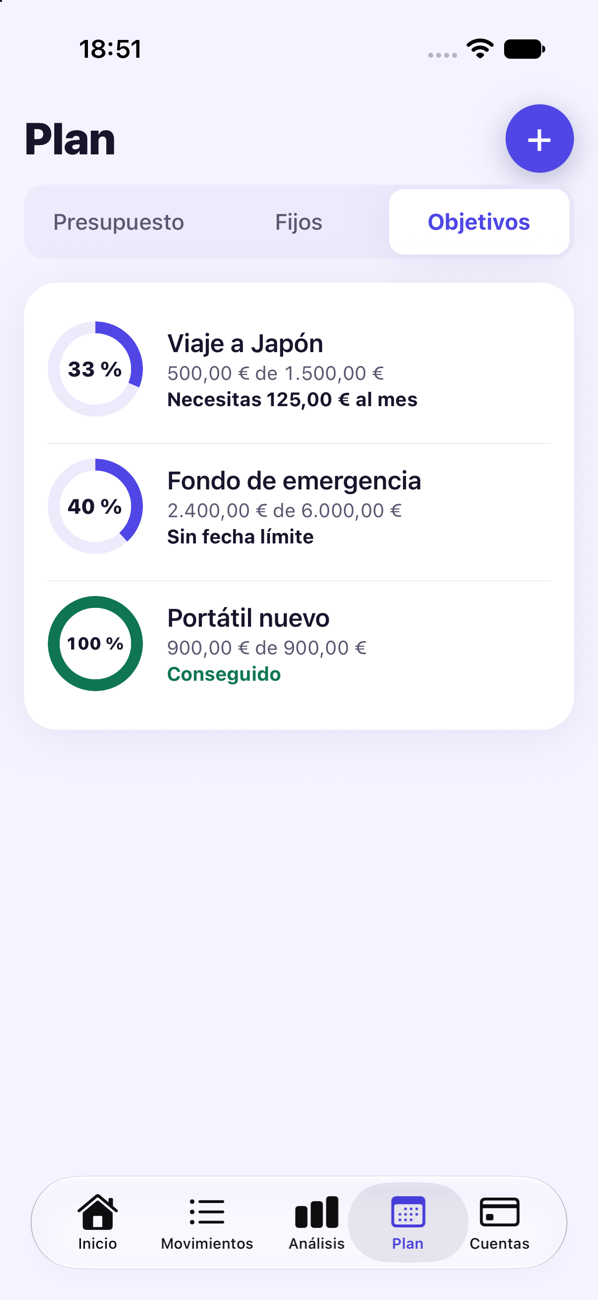 18:51
Plan
+
Presupuesto
Fijos
Objetivos
33 %
Viaje a Japón
500,00 € de 1.500,00 €
Necesitas 125,00 € al mes
40 %
Fondo de emergencia
2.400,00 € de 6.000,00 €
Sin fecha límite
100 %
Portátil nuevo
900,00 € de 900,00 €
Conseguido
Inicio
Movimientos
Análisis
Plan
Cuentas